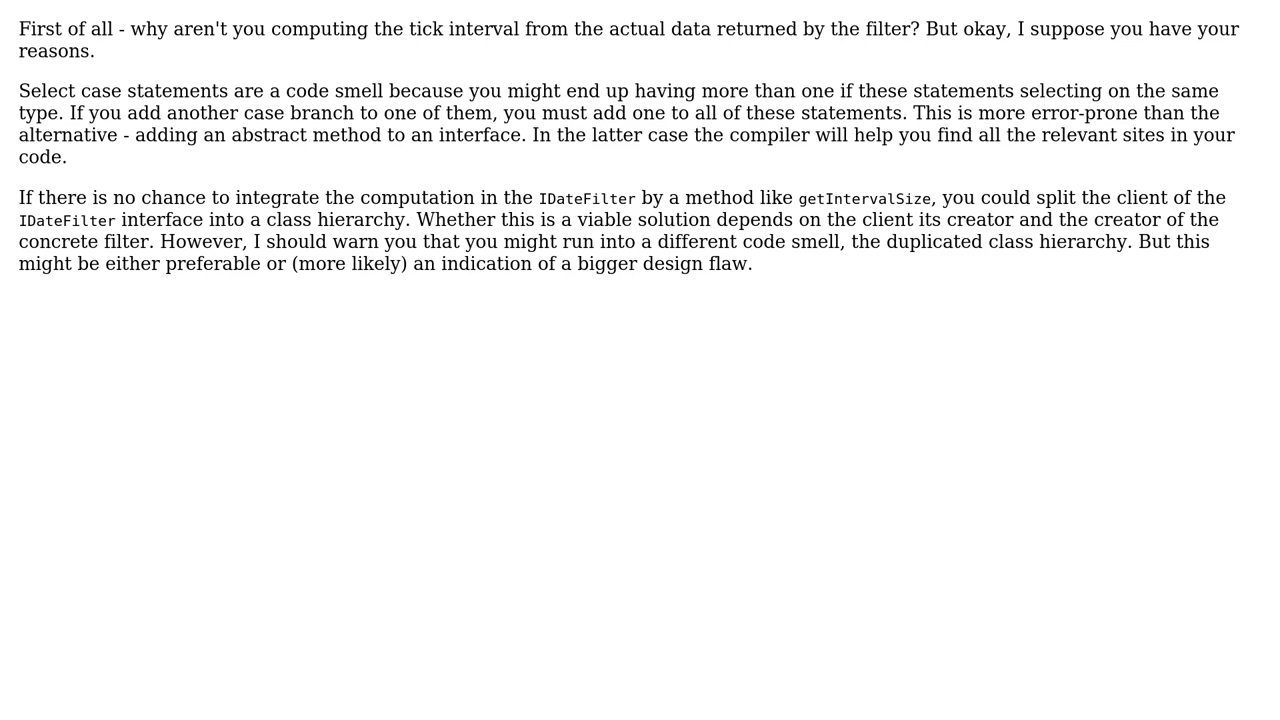 First of all - why aren't you computing the tick interval from the actual data returned by the filter? But okay, I suppose you have your
reasons.
Select case statements are a code smell because you might end up having more than one if these statements selecting on the same
type. If you add another case branch to one of them, you must add one to all of these statements. This is more error-prone than the
alternative - adding an abstract method to an interface. In the latter case the compiler will help you find all the relevant sites in your
code.
If there is no chance to integrate the computation in the IDateFilter by a method like getIntervalSize, you could split the client of the
IDateFilter interface into a class hierarchy. Whether this is a viable solution depends on the client its creator and the creator of the
concrete filter. However, I should warn you that you might run into a different code smell, the duplicated class hierarchy. But this
might be either preferable or (more likely) an indication of a bigger design flaw.